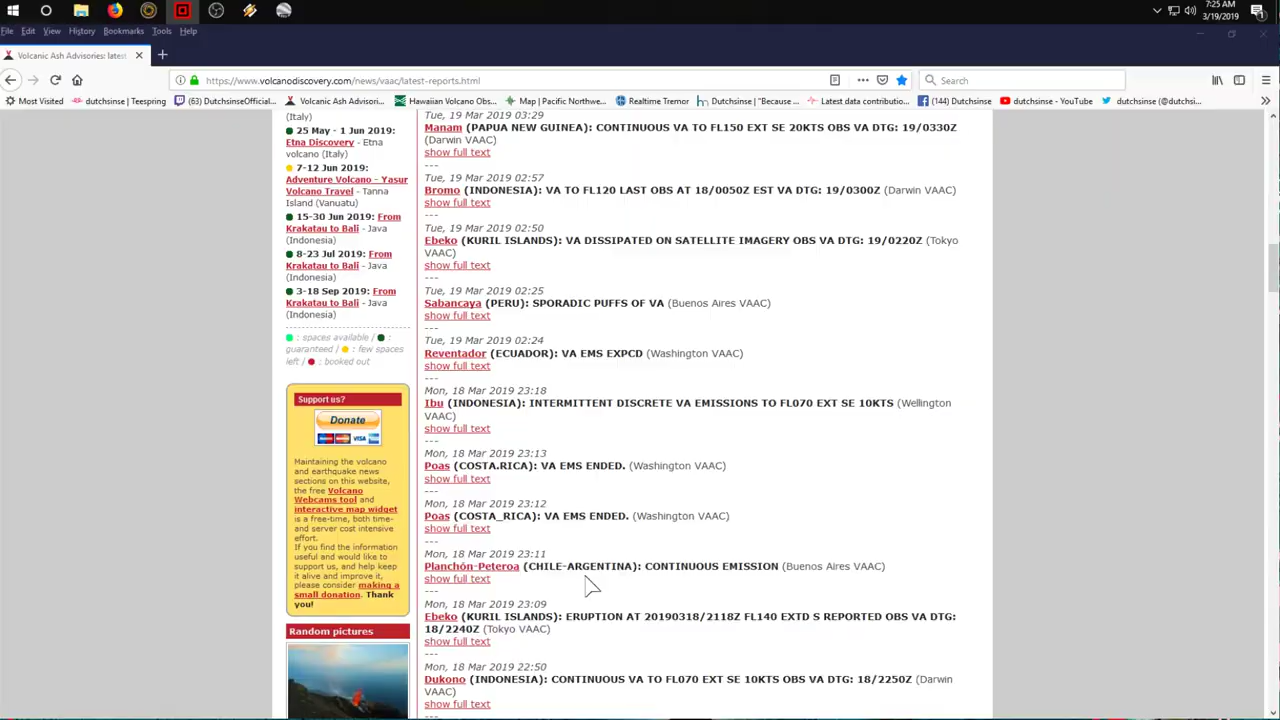 7:25 AM
3/19/2019
File Edit View History Bookmarks Tools Help
Volcanic Ash Advisories: latest
https://www.volcanodiscovery.com/news/vaac/latest-reports.html
Search
Most Visited dutchsinse | Teespring (63) DutchsinseOfficial... Volcanic Ash Advisori... Hawaiian Volcano Obs... Map | Pacific Northwe... Realtime Tremor Dutchsinse | "Because ... Latest data contributio... (144) Dutchsinse dutchsinse - YouTube dutchsinse (@dutchsi...
(Italy)
25 May - 1 Jun 2019:
Etna Discovery - Etna
volcano (Italy)
7-12 Jun 2019:
Adventure Volcano - Yasur
Volcano Travel - Tanna
Island (Vanuatu)
15-30 Jun 2019: From
Krakatau to Bali - Java
(Indonesia)
8-23 Jul 2019: From
Krakatau to Bali - Java
(Indonesia)
3-18 Sep 2019: From
Krakatau to Bali - Java
(Indonesia)
: spaces available / :
guaranteed / : few spaces
left / : booked out
Support us?
Donate
VISA
Maintaining the volcano
and earthquake news
sections on this website,
the free Volcano
Webcams tool and
interactive map widget
is a free-time, both time-
and server cost intensive
effort.
If you find the information
useful and would like to
support us, and help keep
it alive and improve it,
please consider making a
small donation. Thank
you!
Random pictures
Tue, 19 Mar 2019 03:29
Manam (PAPUA NEW GUINEA): CONTINUOUS VA TO FL150 EXT SE 20KTS OBS VA DTG: 19/0330Z
(Darwin VAAC)
show full text
---
Tue, 19 Mar 2019 02:57
Bromo (INDONESIA): VA TO FL120 LAST OBS AT 18/0050Z EST VA DTG: 19/0300Z (Darwin VAAC)
show full text
---
Tue, 19 Mar 2019 02:50
Ebeko (KURIL ISLANDS): VA DISSIPATED ON SATELLITE IMAGERY OBS VA DTG: 19/0220Z (Tokyo
VAAC)
show full text
---
Tue, 19 Mar 2019 02:25
Sabancaya (PERU): SPORADIC PUFFS OF VA (Buenos Aires VAAC)
show full text
---
Tue, 19 Mar 2019 02:24
Reventador (ECUADOR): VA EMS EXPCD (Washington VAAC)
show full text
---
Mon, 18 Mar 2019 23:18
Ibu (INDONESIA): INTERMITTENT DISCRETE VA EMISSIONS TO FL070 EXT SE 10KTS (Wellington
VAAC)
show full text
---
Mon, 18 Mar 2019 23:13
Poas (COSTA.RICA): VA EMS ENDED. (Washington VAAC)
show full text
---
Mon, 18 Mar 2019 23:12
Poas (COSTA_RICA): VA EMS ENDED. (Washington VAAC)
show full text
---
Mon, 18 Mar 2019 23:11
Planchón-Peteroa (CHILE-ARGENTINA): CONTINUOUS EMISSION (Buenos Aires VAAC)
show full text
---
Mon, 18 Mar 2019 23:09
Ebeko (KURIL ISLANDS): ERUPTION AT 20190318/2118Z FL140 EXTD S REPORTED OBS VA DTG:
18/2240Z (Tokyo VAAC)
show full text
---
Mon, 18 Mar 2019 22:50
Dukono (INDONESIA): CONTINUOUS VA TO FL070 EXT SE 10KTS OBS VA DTG: 18/2250Z (Darwin
VAAC)
show full text
---